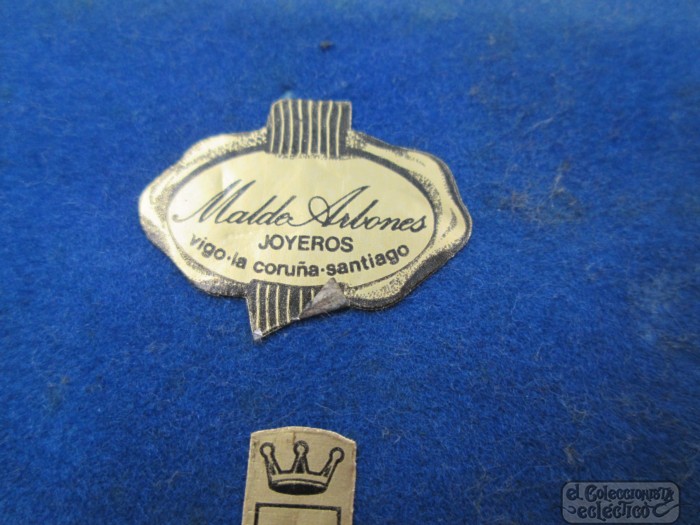 Malde Arbones
JOYEROS
vigo·la coruña·santiago
el Coleccionista
ecléctico